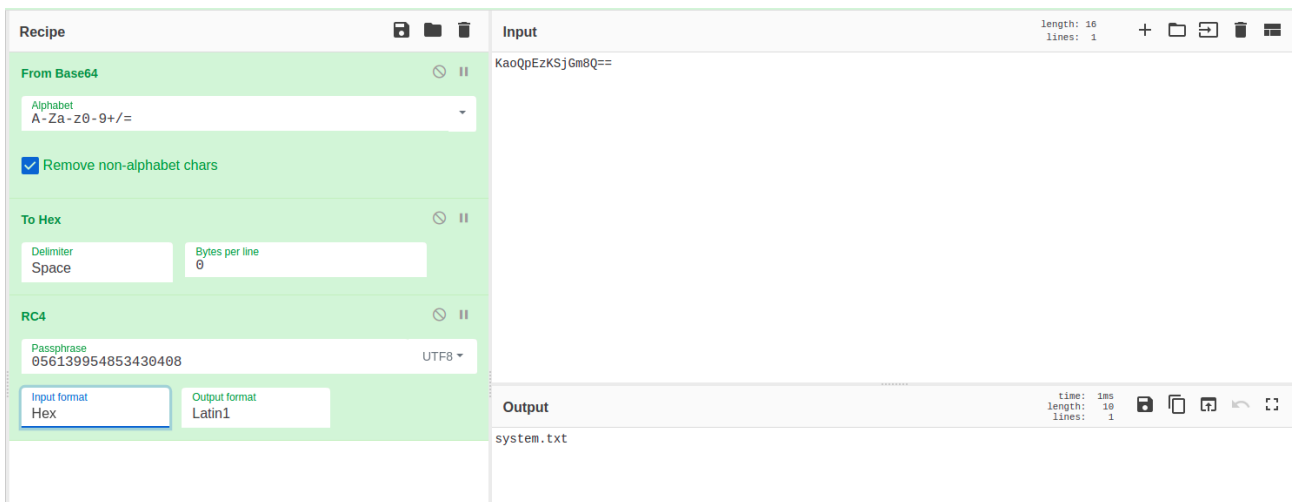 Recipe
From Base64
Alphabet
A-Za-z0-9+/=
Remove non-alphabet chars
To Hex
Delimiter
Space
Bytes per line
0
RC4
Passphrase
056139954853430408
UTF8
Input format
Hex
Output format
Latin1
Input
length: 16
lines: 1
KaoQpEzKSjGm8Q==
Output
time: 1ms
length: 10
lines: 1
system.txt